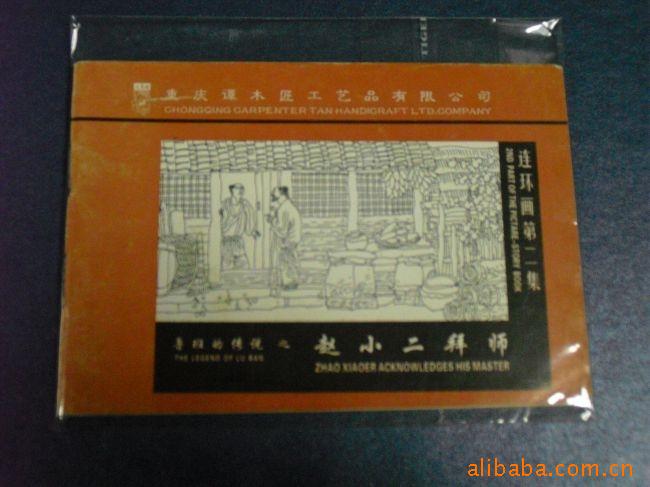 TIGER
重庆谭木匠工艺品有限公司
CHONGQING CARPENTER TAN HANDICRAFT LTD.COMPANY
连环画第二集
2ND PART OF THE PICTURE-STORY BOOK
鲁班的传说之
THE LEGEND OF LU BAN
赵小二拜师
ZHAO XIAOER ACKNOWLEDGES HIS MASTER
alibaba.com.cn